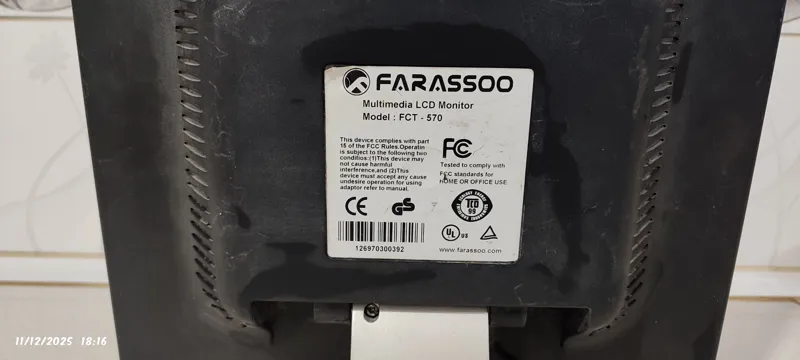 FARASSOO
Multimedia LCD Monitor
Model : FCT - 570
This device complies with part
15 of the FCC Rules.Operatin
is subject to the following two
condition:(1)This device may
not cause harmful
interference,and (2)This
device must accept any cause
undesire operation for using
adaptor refer to manual.
FC
Tested to comply with
FCC standards for
HOME OR OFFICE USE
CE
GS
TCO
99
UL US
126970300392
www.farassoo.com
11/12/2025 18:16